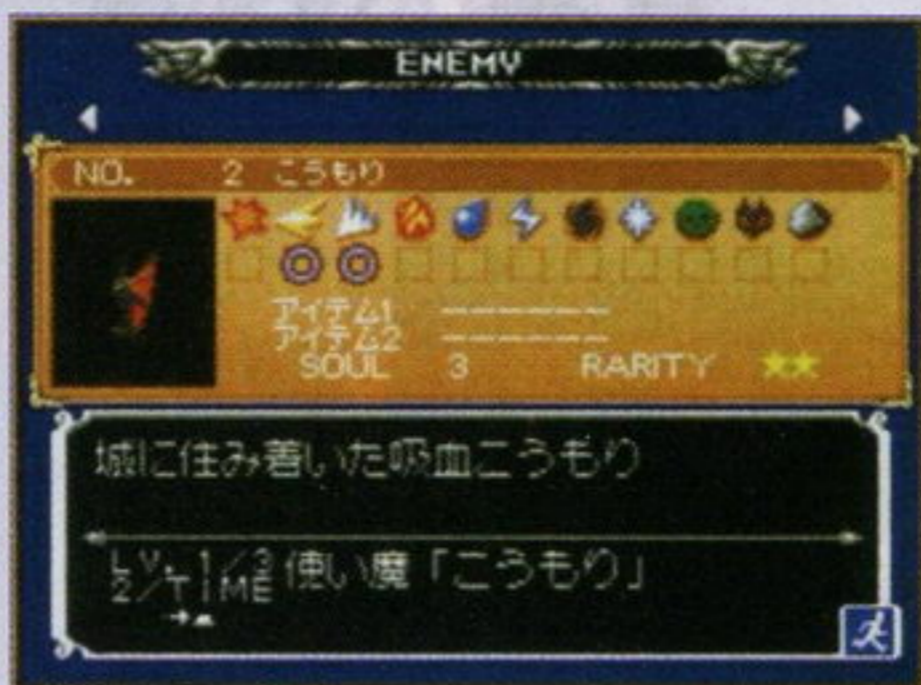 ENEMY
NO. 2 こうもり
アイテム1 ------
アイテム2 ------
SOUL 3 RARITY ★★
城に住み着いた吸血こうもり
使い魔「こうもり」